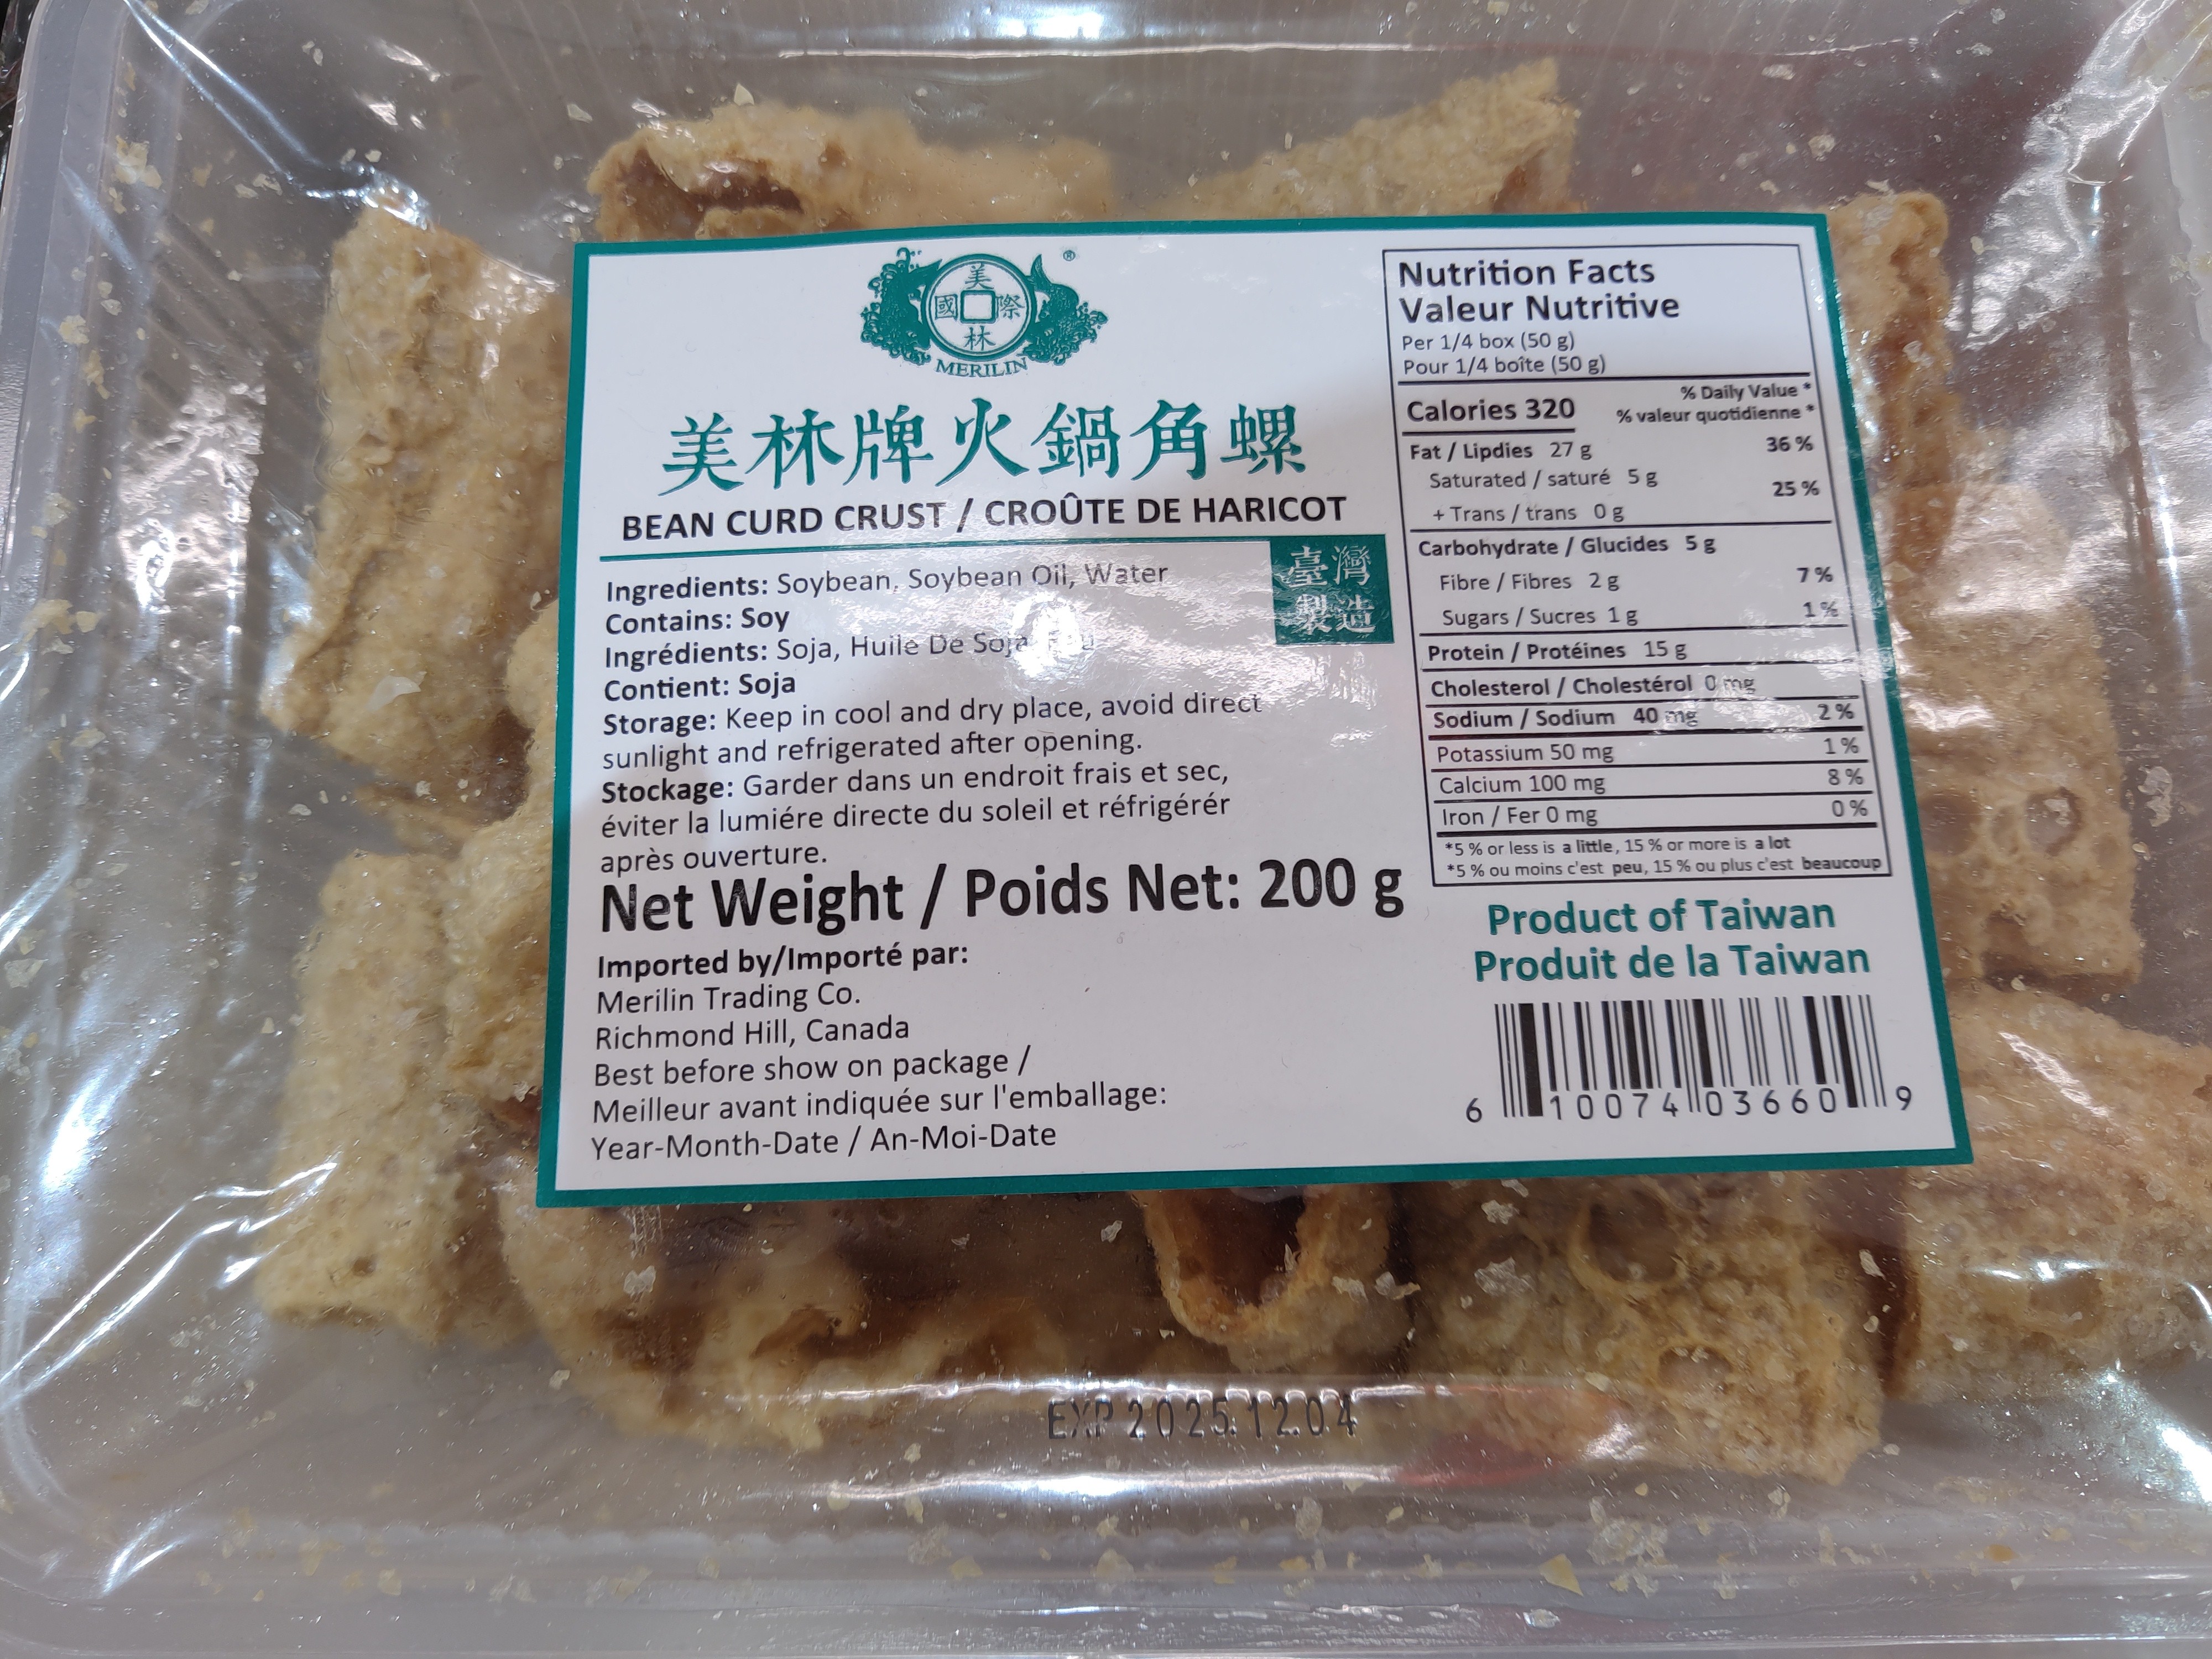 美
國 際
林
MERILIN
®
美林牌火鍋角螺
BEAN CURD CRUST / CROÛTE DE HARICOT
臺灣
製造
Ingredients: Soybean, Soybean Oil, Water
Contains: Soy
Ingrédients: Soja, Huile De Soja
Contient: Soja
Storage: Keep in cool and dry place, avoid direct
sunlight and refrigerated after opening.
Stockage: Garder dans un endroit frais et sec,
éviter la lumiére directe du soleil et réfrigérér
après ouverture.
Net Weight / Poids Net: 200 g
Imported by/Importé par:
Merilin Trading Co.
Richmond Hill, Canada
Best before show on package /
Meilleur avant indiquée sur l'emballage:
Year-Month-Date / An-Moi-Date
Nutrition Facts
Valeur Nutritive
Per 1/4 box (50 g)
Pour 1/4 boîte (50 g)
% Daily Value *
Calories 320 % valeur quotidienne *
Fat / Lipdies 27 g 36 %
Saturated / saturé 5 g 25 %
+ Trans / trans 0 g
Carbohydrate / Glucides 5 g
Fibre / Fibres 2 g 7 %
Sugars / Sucres 1 g 1 %
Protein / Protéines 15 g
Cholesterol / Cholestérol 0 mg
Sodium / Sodium 40 mg 2 %
Potassium 50 mg 1 %
Calcium 100 mg 8 %
Iron / Fer 0 mg 0 %
*5 % or less is a little, 15 % or more is a lot
*5 % ou moins c'est peu, 15 % ou plus c'est beaucoup
Product of Taiwan
Produit de la Taiwan
6 10074 03660 9
EXP 2025.12.04